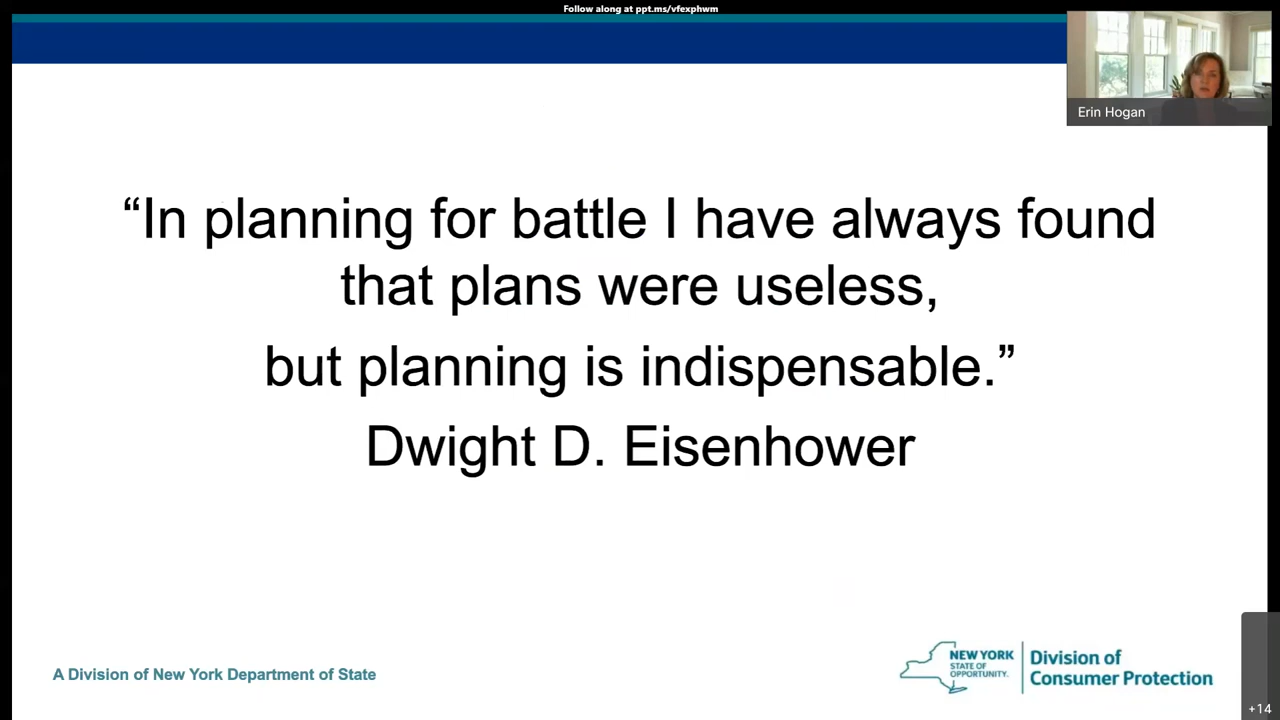 Follow along at ppt.ms/vfexphwm
Erin Hogan
“In planning for battle I have always found
that plans were useless,
but planning is indispensable.”
Dwight D. Eisenhower
A Division of New York Department of State
NEW YORK
STATE OF
OPPORTUNITY.
Division of
Consumer Protection
+14